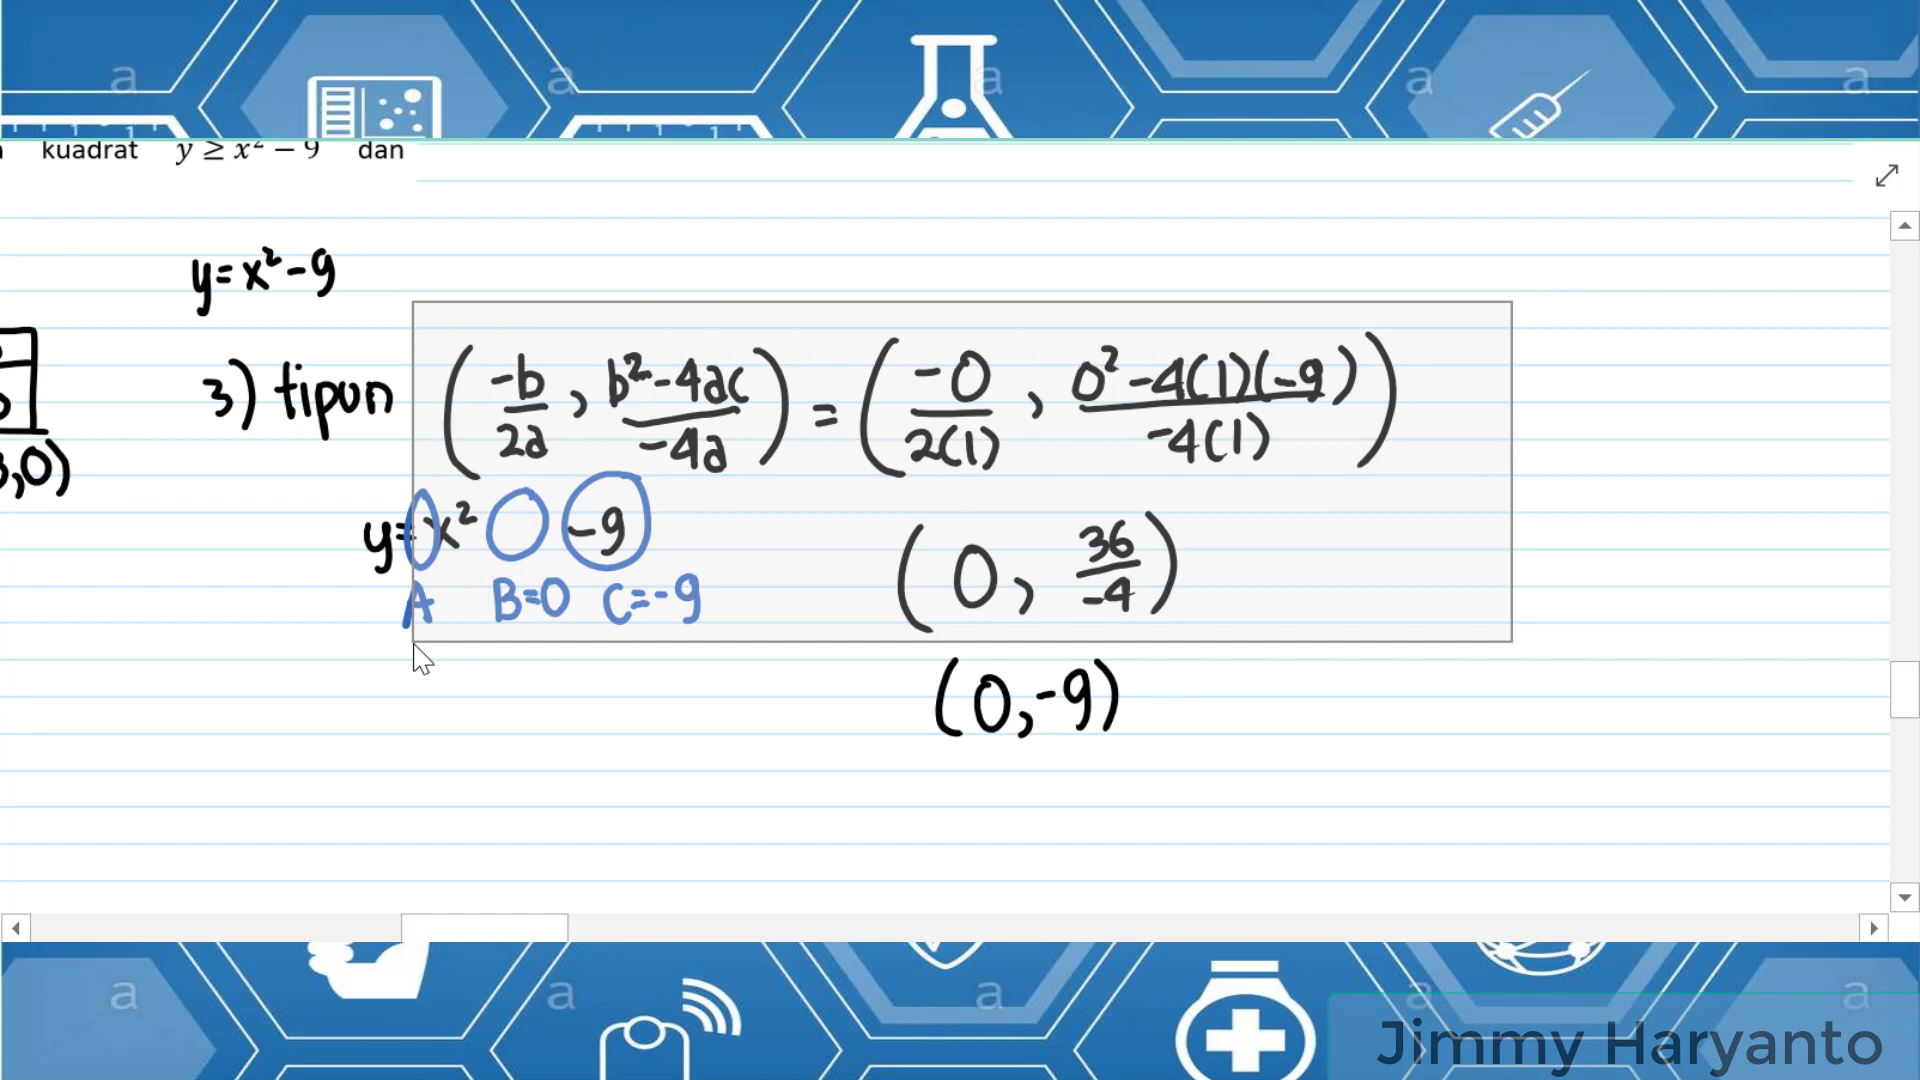 kuadrat y ≥ x² − 9 dan
y=x²-9
3) tipun (-b/2a, b²-4ac/-4a) = (-0/2(1), 0²-4(1)(-9)/-4(1))
3,0)
y=x² -9
A B=0 C=-9
(0, 36/-4)
(0,-9)
Jimmy Haryanto